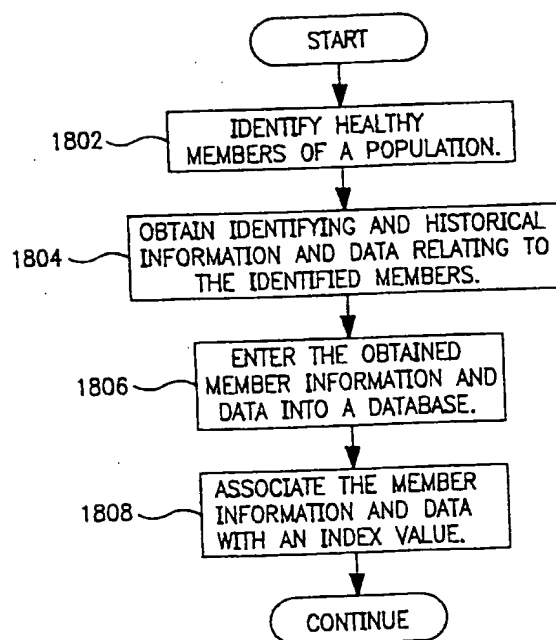 START
1802
IDENTIFY HEALTHY
MEMBERS OF A POPULATION.
1804
OBTAIN IDENTIFYING AND HISTORICAL
INFORMATION AND DATA RELATING TO
THE IDENTIFIED MEMBERS.
1806
ENTER THE OBTAINED
MEMBER INFORMATION AND
DATA INTO A DATABASE.
1808
ASSOCIATE THE MEMBER
INFORMATION AND DATA
WITH AN INDEX VALUE.
CONTINUE